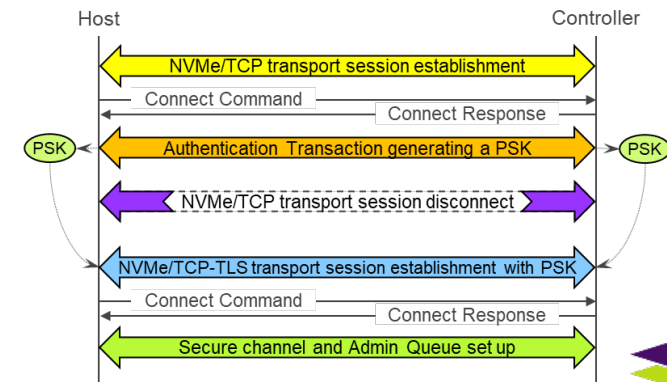 Host
Controller
NVMe/TCP transport session establishment
Connect Command
Connect Response
PSK
Authentication Transaction generating a PSK
PSK
NVMe/TCP transport session disconnect
NVMe/TCP-TLS transport session establishment with PSK
Connect Command
Connect Response
Secure channel and Admin Queue set up